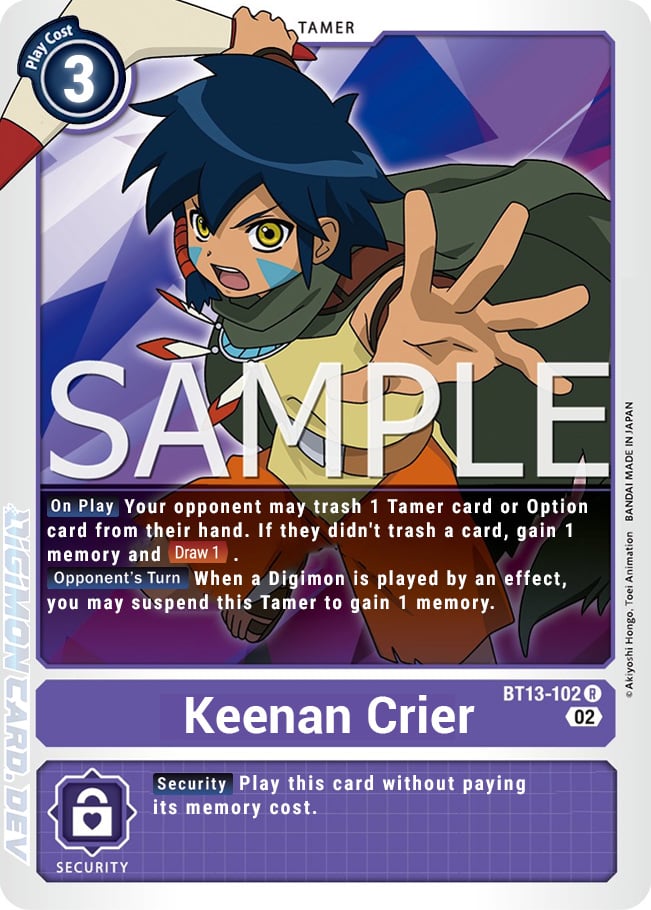 TAMER
Play Cost
3
SAMPLE
On Play Your opponent may trash 1 Tamer card or Option
card from their hand. If they didn't trash a card, gain 1
memory and Draw 1 .
Opponent's Turn When a Digimon is played by an effect,
you may suspend this Tamer to gain 1 memory.
©Akiyoshi Hongo, Toei Animation BANDAI MADE IN JAPAN
DIGIMONCARD.DEV
BT13-102 R
Keenan Crier
02
Security Play this card without paying
its memory cost.
SECURITY